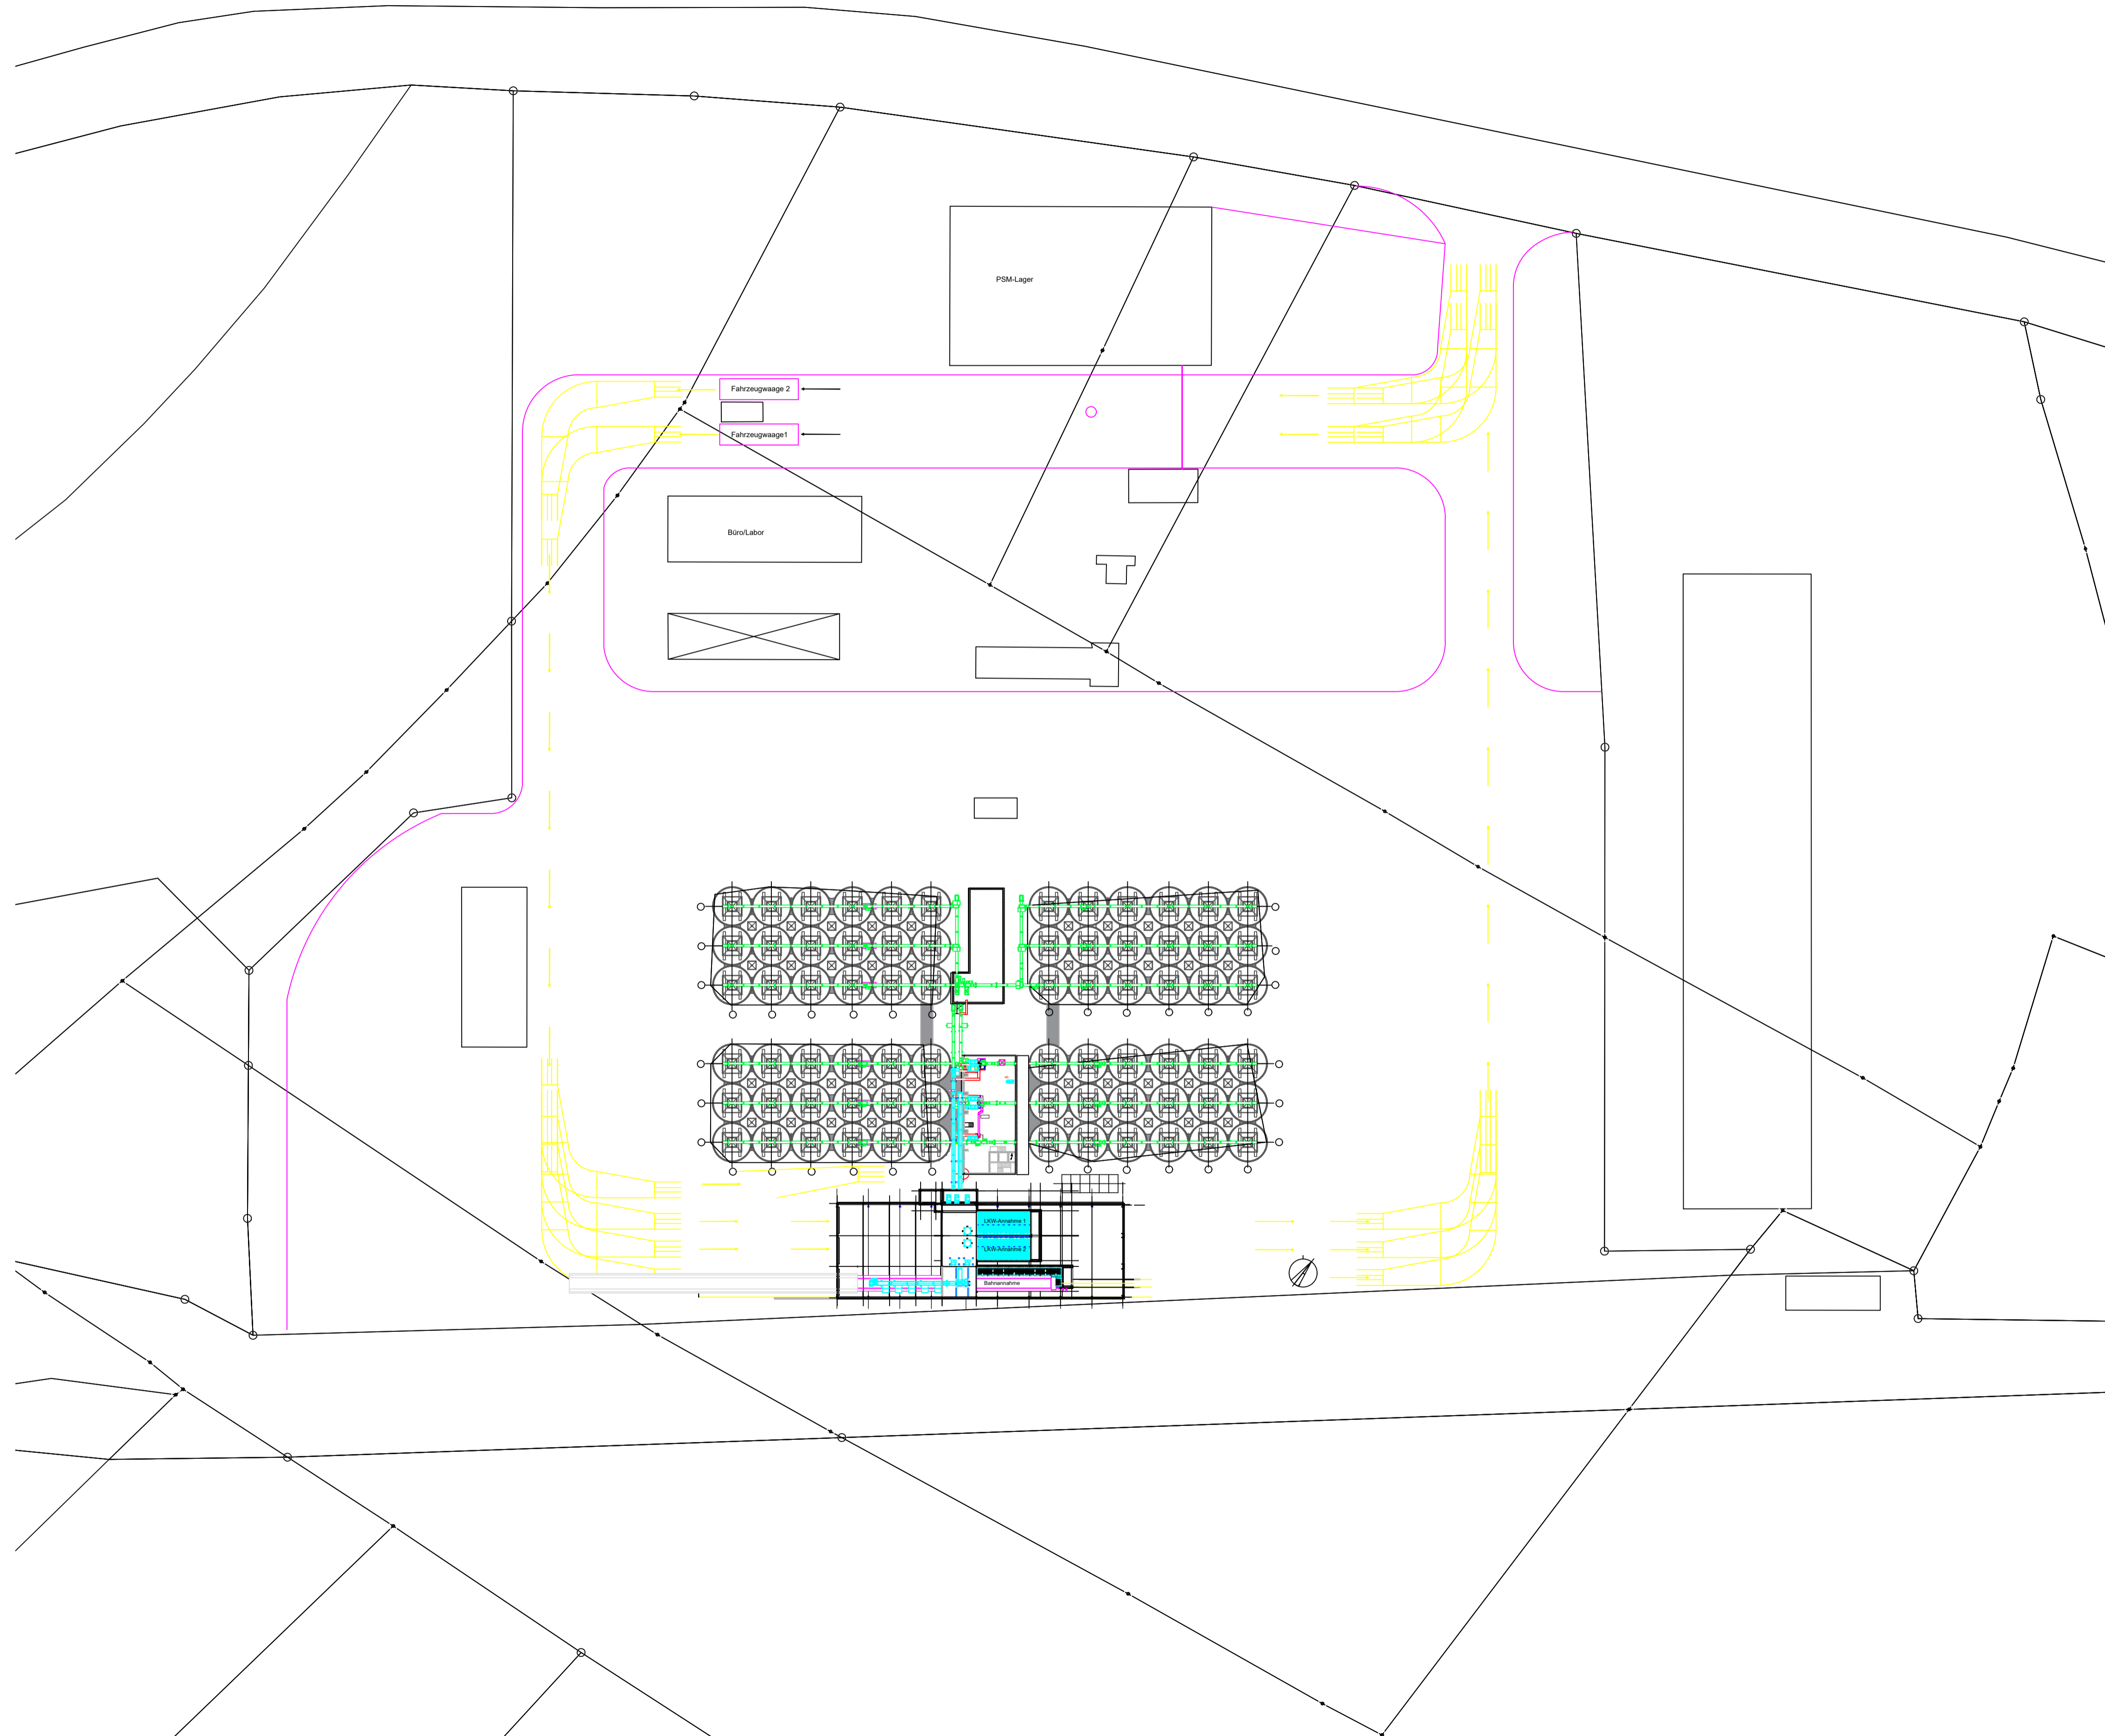 PSM-Lager
Fahrzeugwaage 2
Fahrzeugwaage1
Büro/Labor
LKW-Annahme 1
LKW-Annahme 2
Bahnannahme